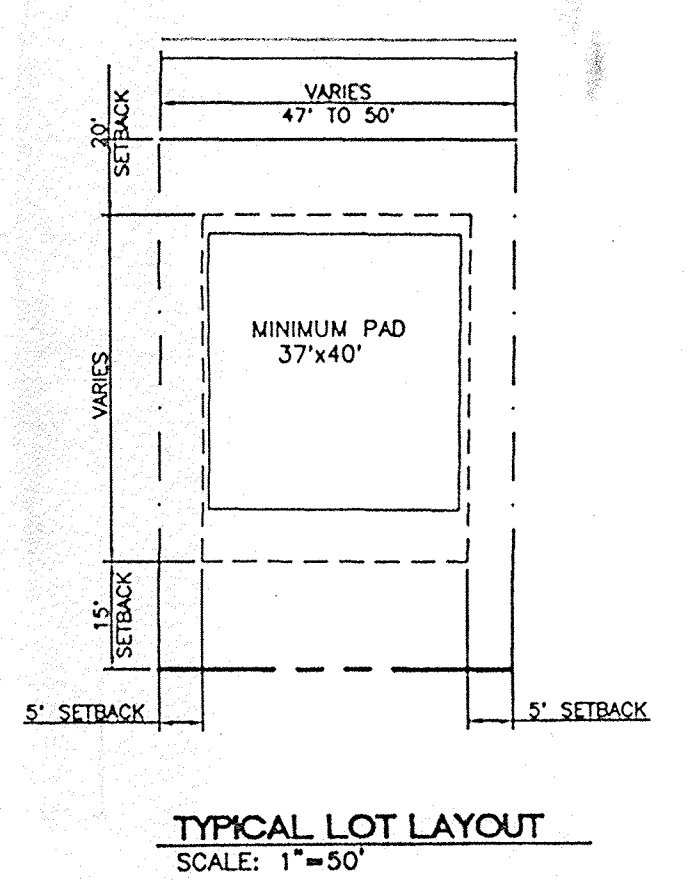 VARIES
47' TO 50'
20'
SETBACK
MINIMUM PAD
37'x40'
VARIES
15'
SETBACK
5' SETBACK
5' SETBACK
TYPICAL LOT LAYOUT
SCALE: 1"=50'